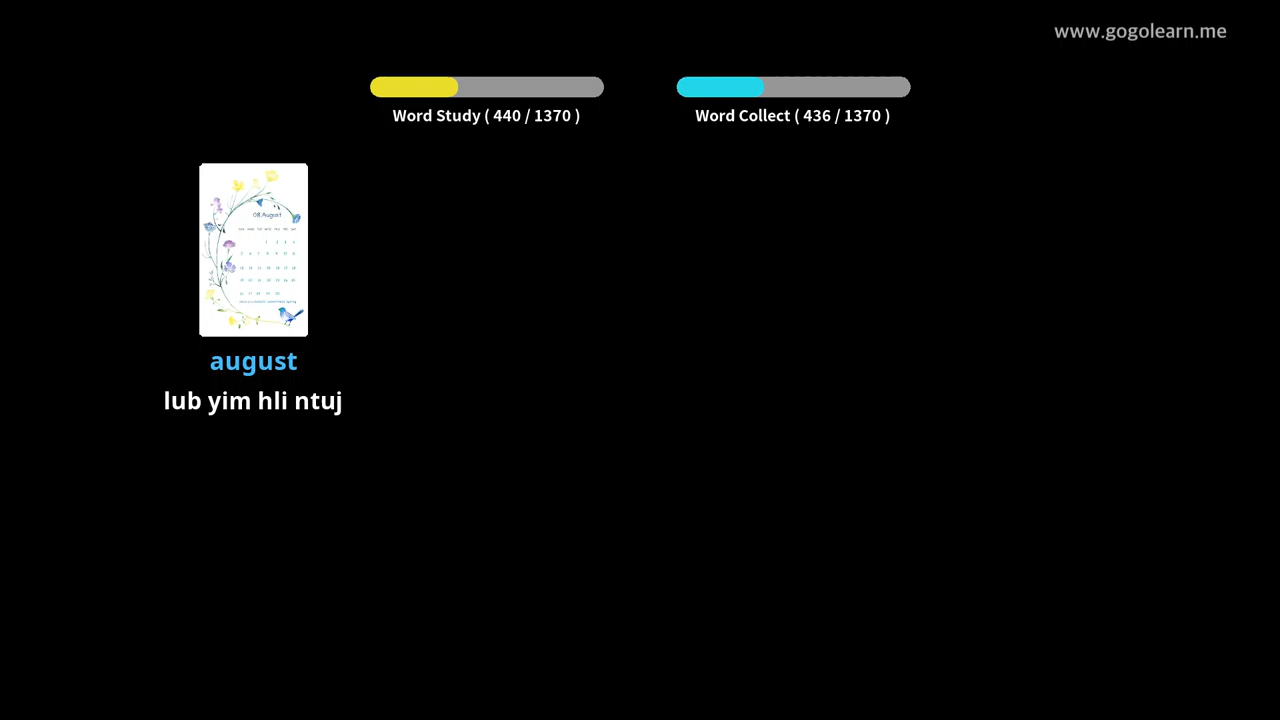 www.gogolearn.me
Word Study ( 440 / 1370 )
Word Collect ( 436 / 1370 )
08 August
august
lub yim hli ntuj